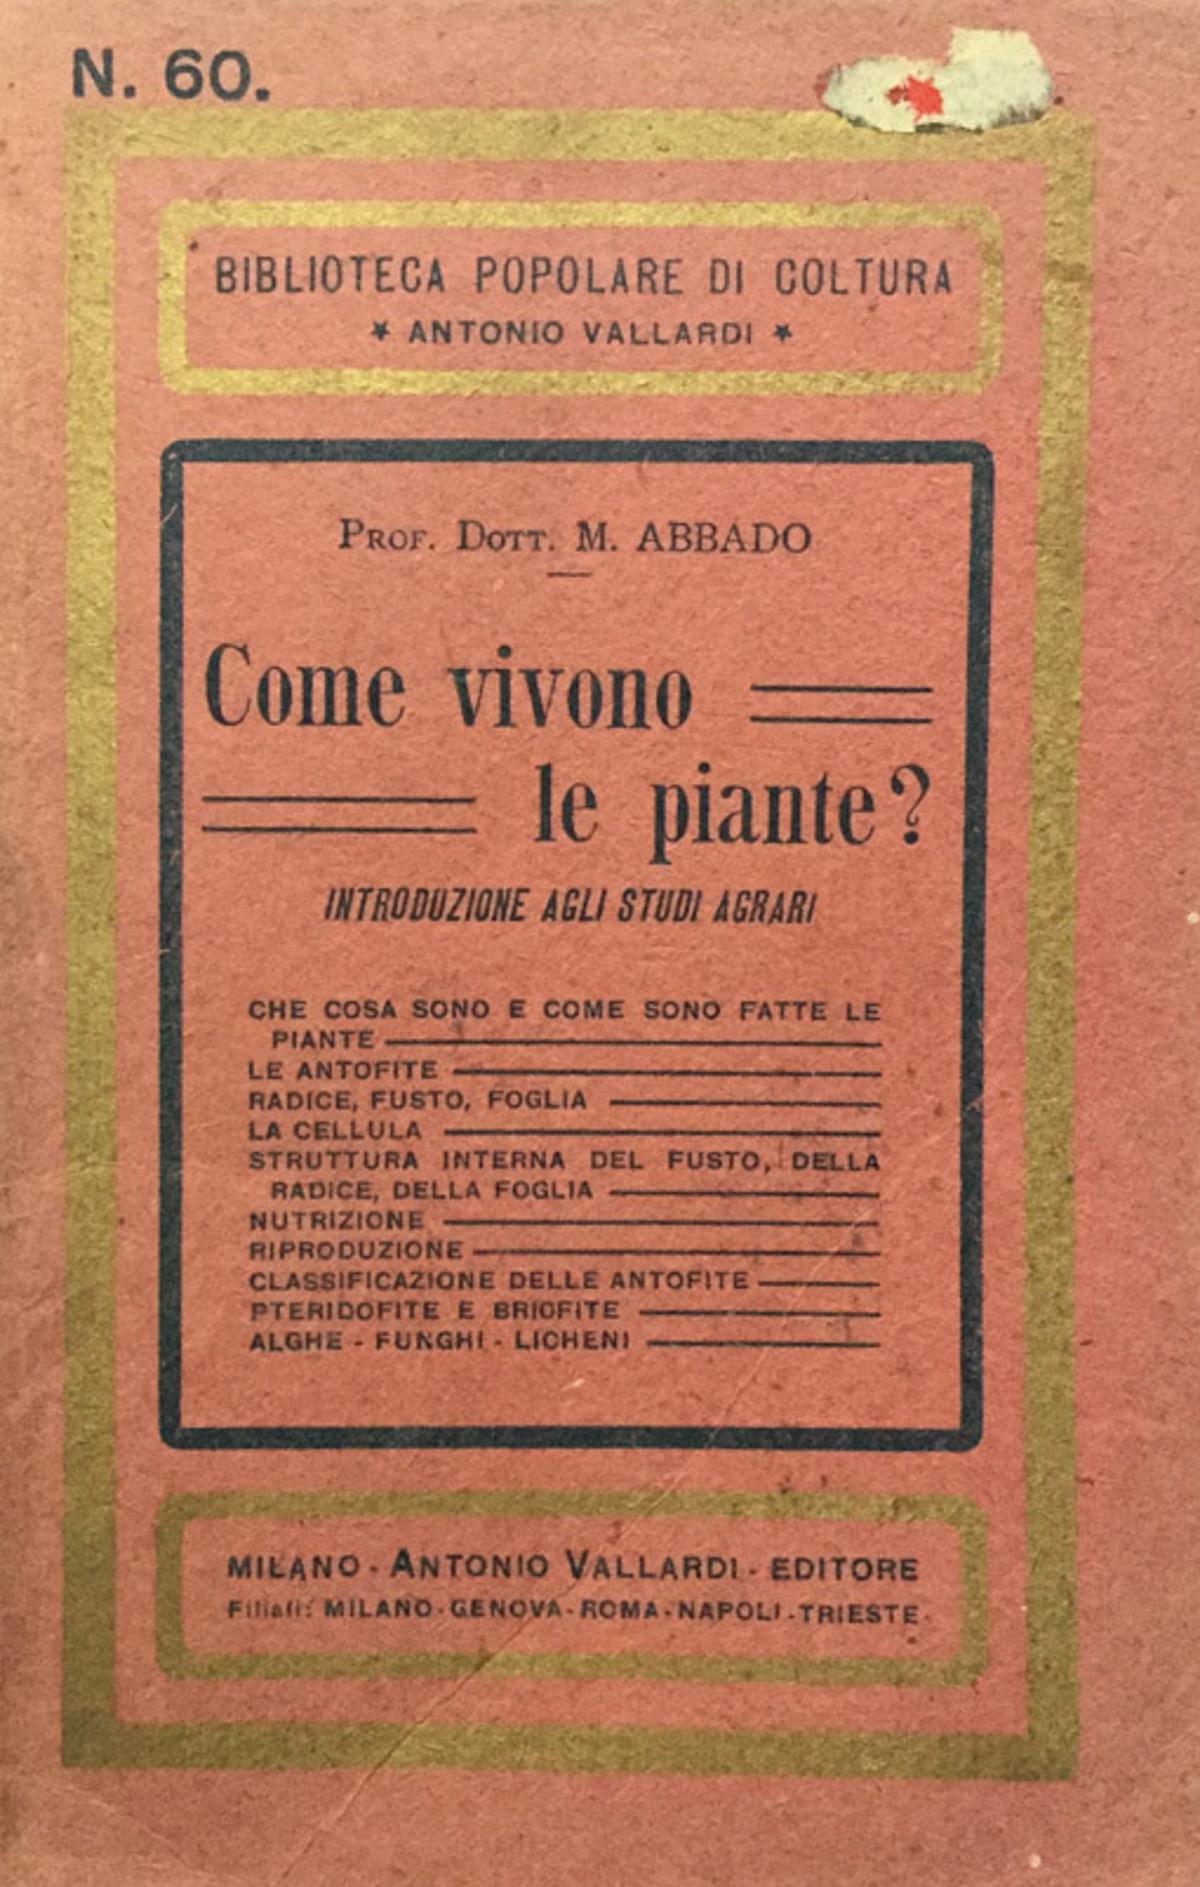 N. 60.
BIBLIOTECA POPOLARE DI COLTURA
★ ANTONIO VALLARDI ★
PROF. DOTT. M. ABBADO
Come vivono
le piante?
INTRODUZIONE AGLI STUDI AGRARI
CHE COSA SONO E COME SONO FATTE LE
PIANTE
LE ANTOFITE
RADICE, FUSTO, FOGLIA
LA CELLULA
STRUTTURA INTERNA DEL FUSTO, DELLA
RADICE, DELLA FOGLIA
NUTRIZIONE
RIPRODUZIONE
CLASSIFICAZIONE DELLE ANTOFITE
PTERIDOFITE E BRIOFITE
ALGHE - FUNGHI - LICHENI
MILANO - ANTONIO VALLARDI - EDITORE
Filiali: MILANO - GENOVA - ROMA - NAPOLI - TRIESTE -